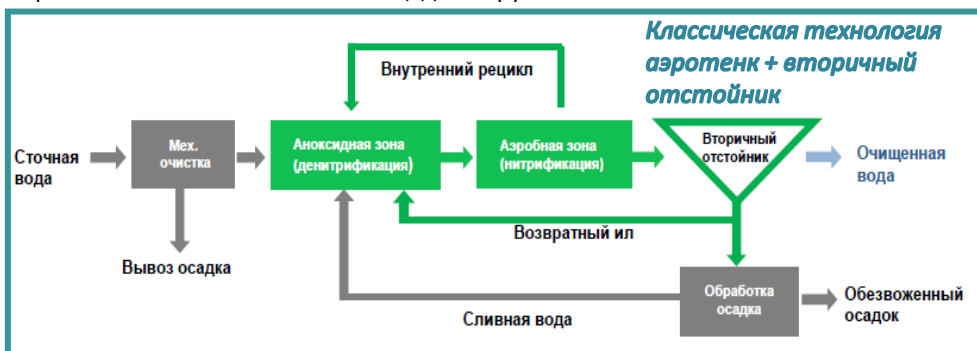 Классическая технология
аэротенк + вторичный
отстойник
Внутренний рецикл
Сточная
вода
Мех.
очистка
Аноксидная зона
(денитрификация)
Аэробная зона
(нитрификация)
Вторичный
отстойник
Очищенная
вода
Возвратный ил
Вывоз осадка
Обработка
осадка
Обезвоженный
осадок
Сливная вода